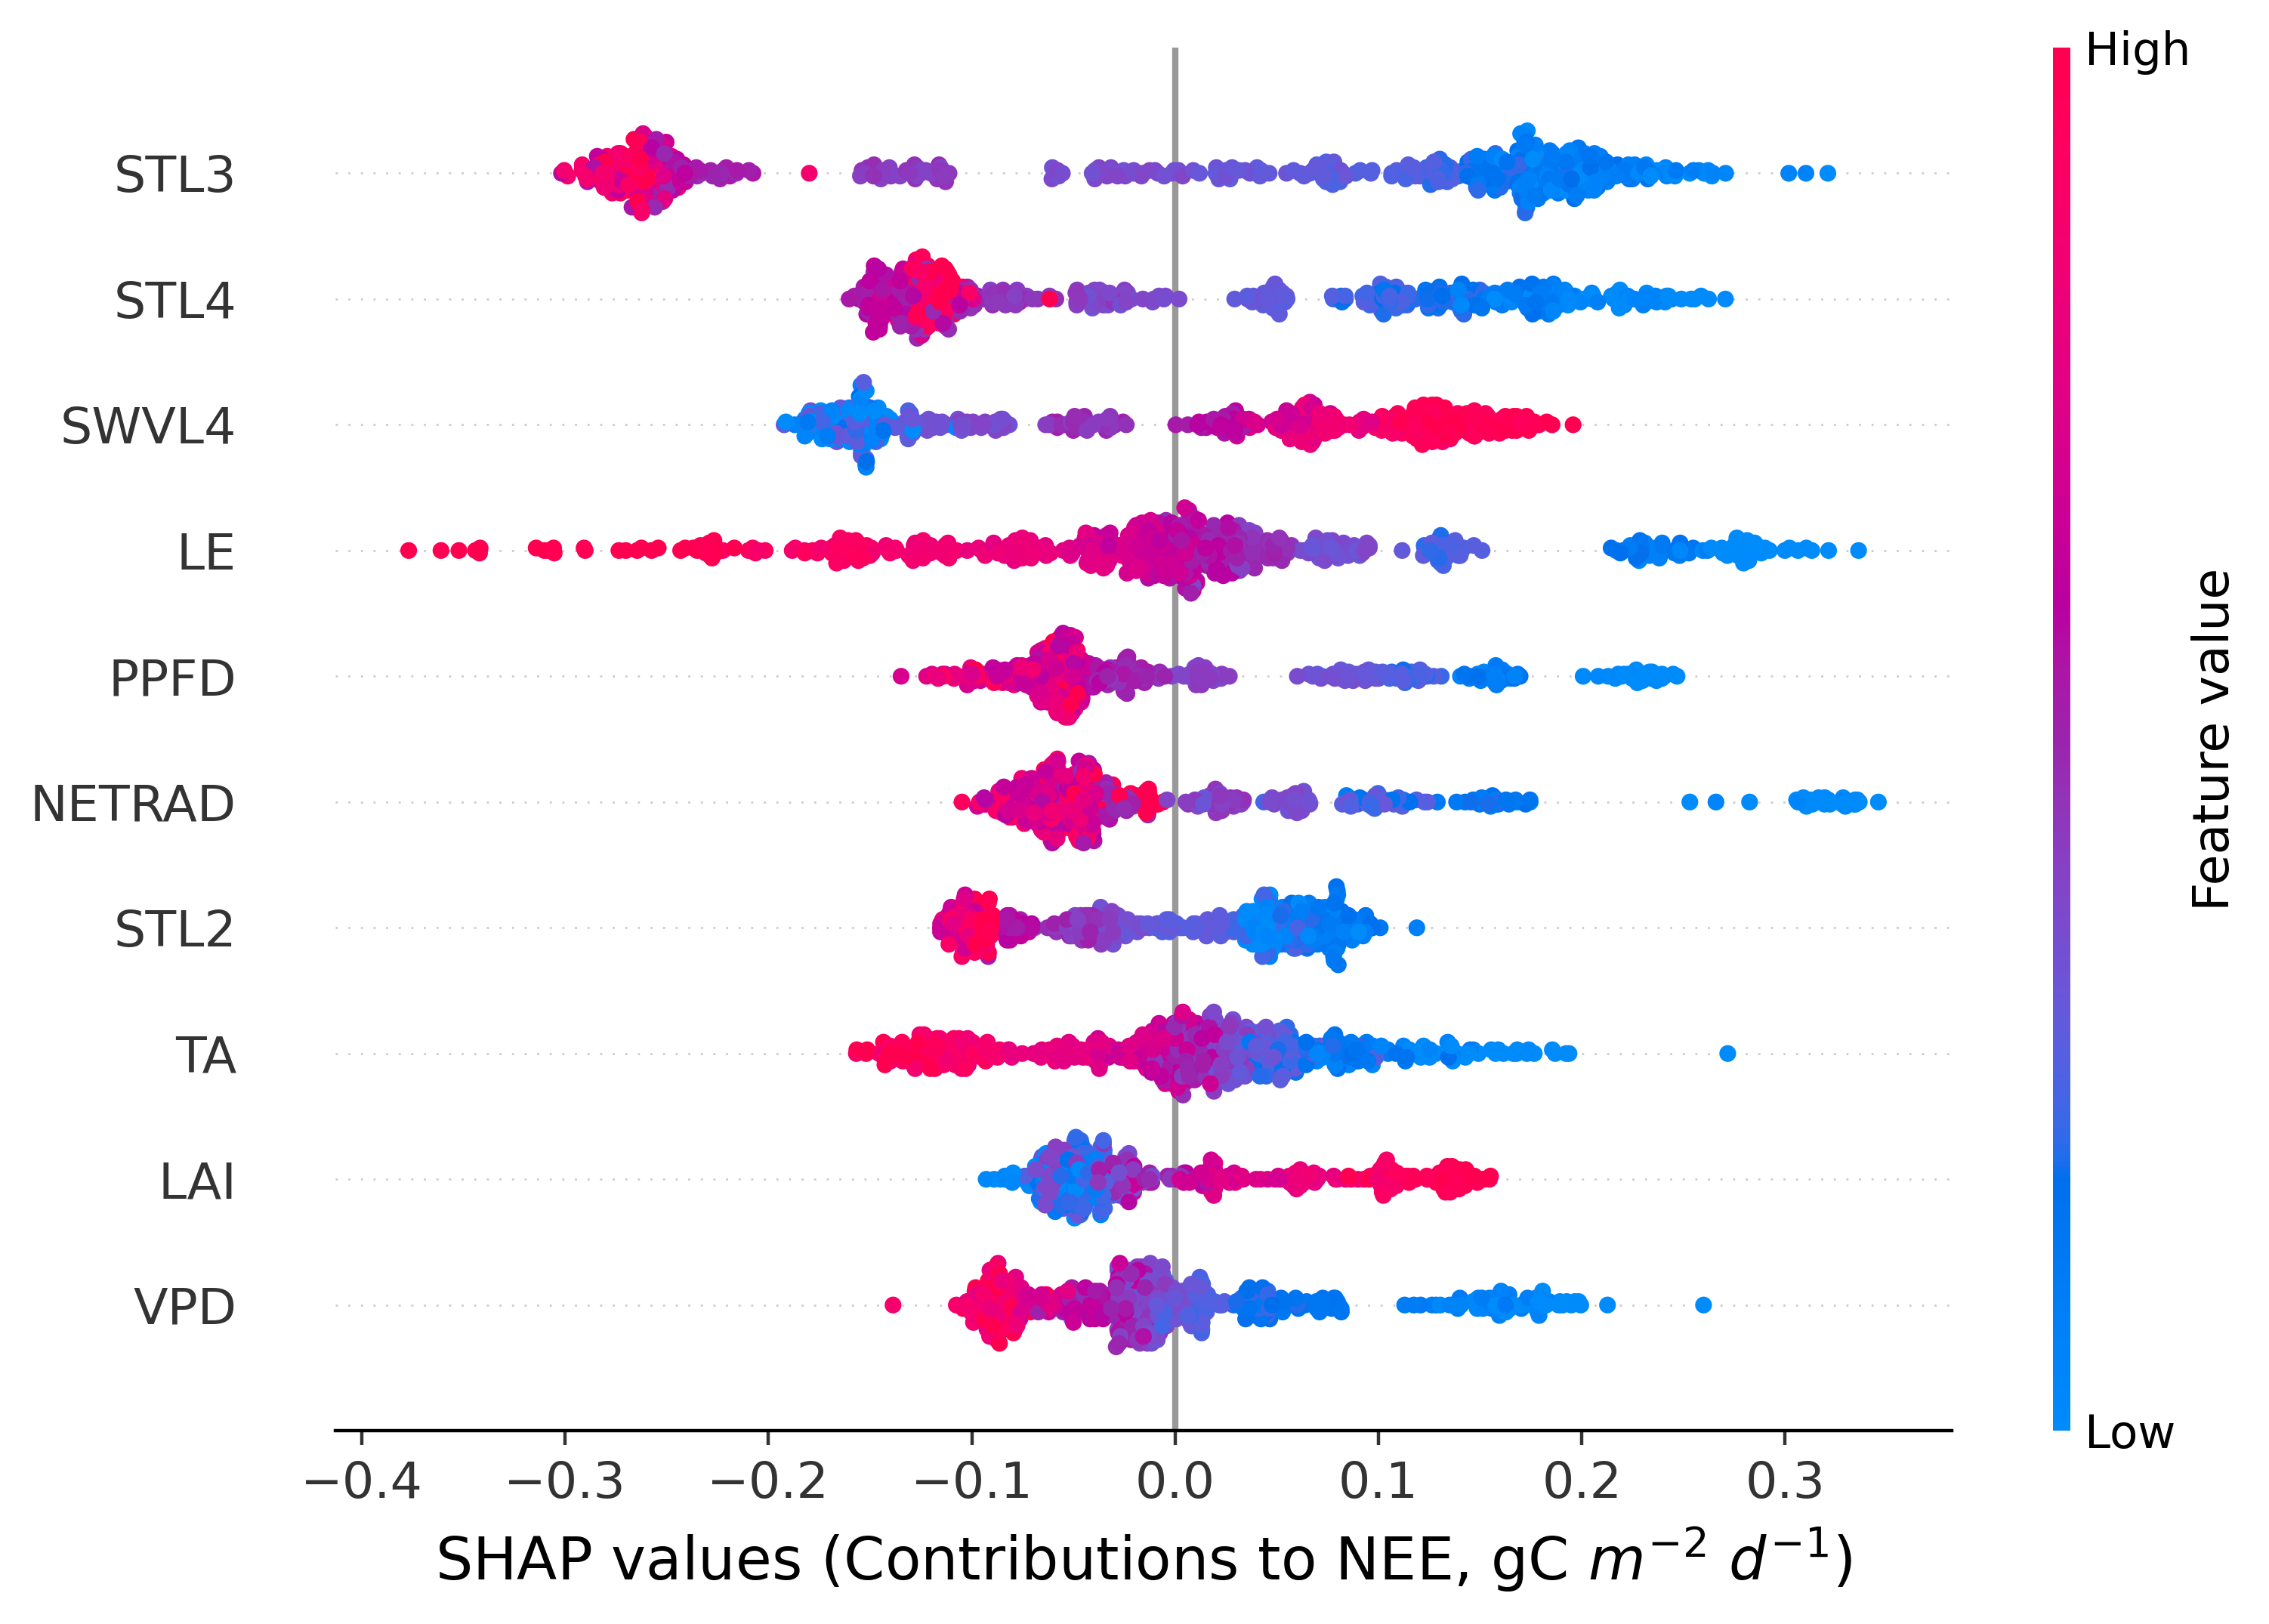 High
STL3
STL4
SWVL4
LE
PPFD
NETRAD
STL2
TA
LAI
VPD
Feature value
Low
−0.4 −0.3 −0.2 −0.1 0.0 0.1 0.2 0.3
SHAP values (Contributions to NEE, gC m⁻² d⁻¹)